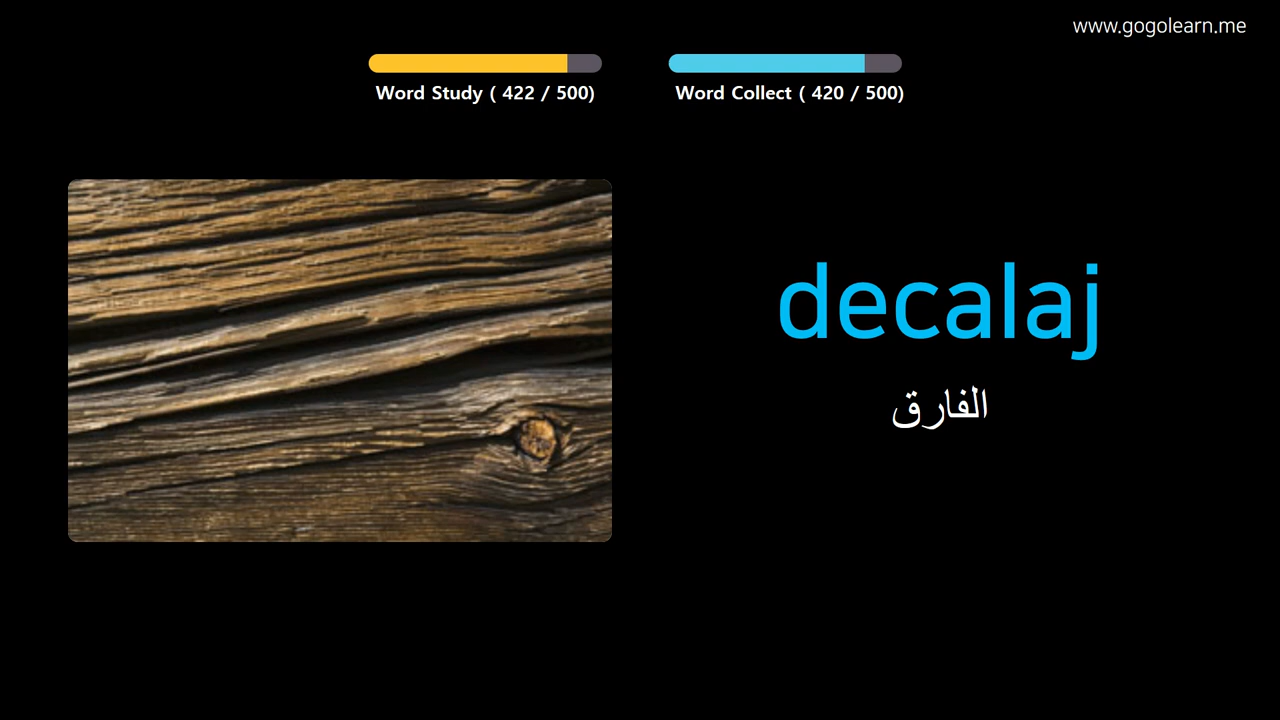 www.gogolearn.me
Word Study ( 422 / 500)
Word Collect ( 420 / 500)
decalaj
الفارق